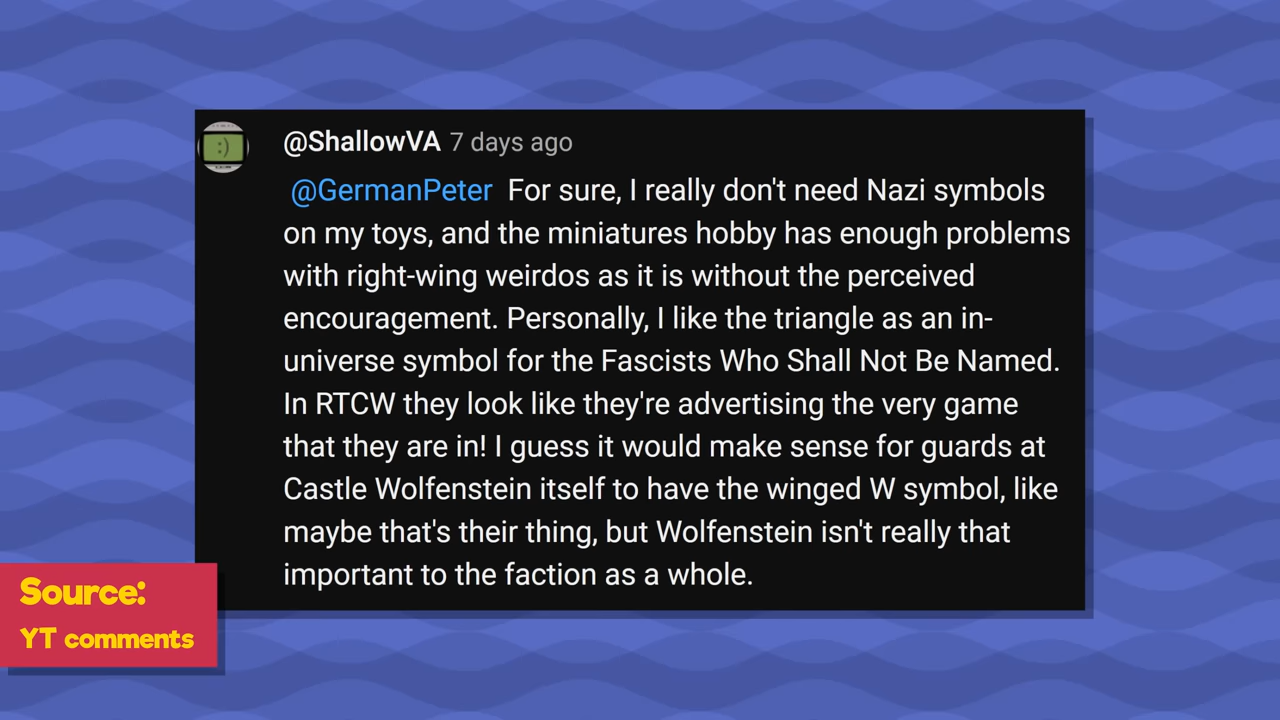 @ShallowVA 7 days ago
@GermanPeter For sure, I really don't need Nazi symbols
on my toys, and the miniatures hobby has enough problems
with right-wing weirdos as it is without the perceived
encouragement. Personally, I like the triangle as an in-
universe symbol for the Fascists Who Shall Not Be Named.
In RTCW they look like they're advertising the very game
that they are in! I guess it would make sense for guards at
Castle Wolfenstein itself to have the winged W symbol, like
maybe that's their thing, but Wolfenstein isn't really that
important to the faction as a whole.
Source:
YT comments